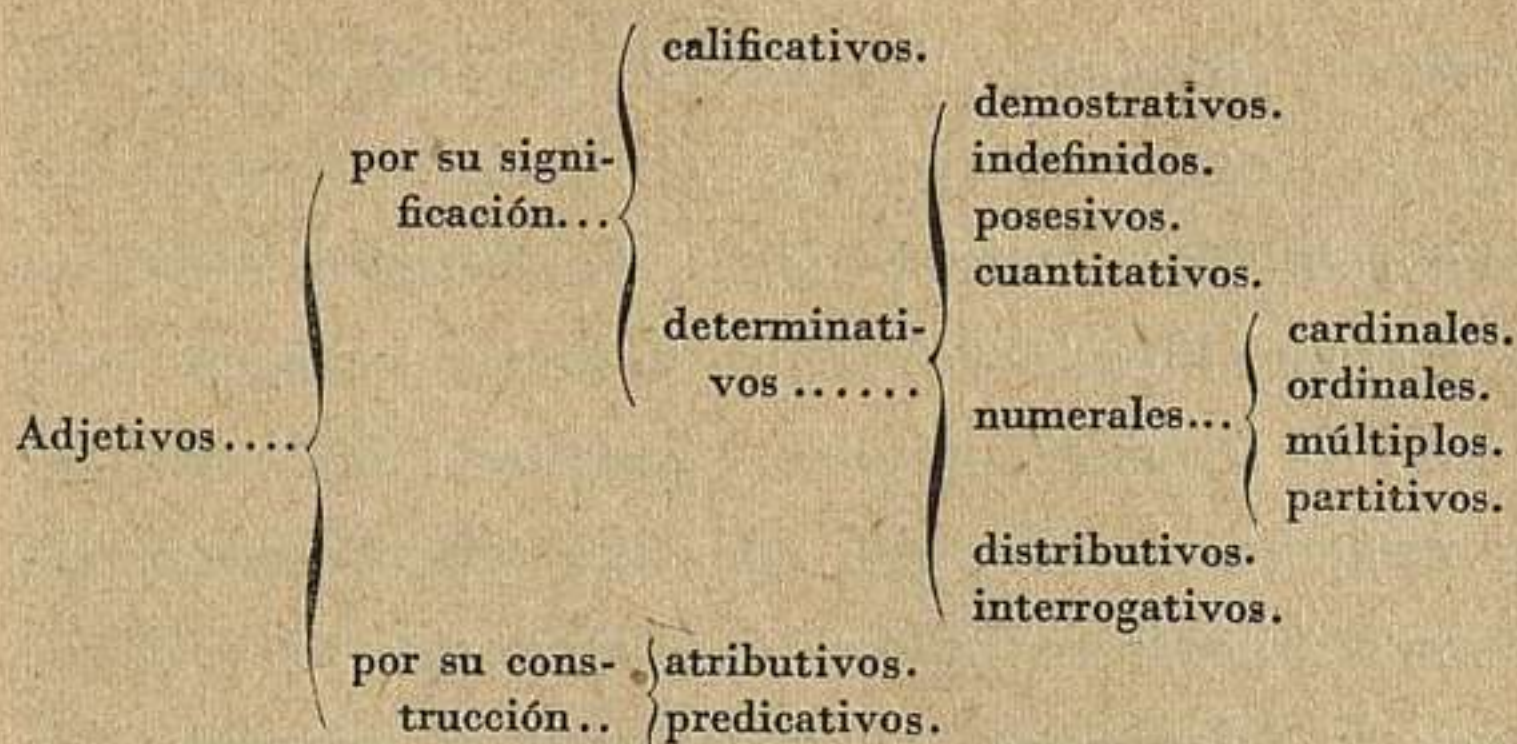 calificativos.
demostrativos.
por su signi-
indefinidos.
ficación...
posesivos.
cuantitativos.
determinati-
cardinales.
vos ......
ordinales.
numerales...
Adjetivos....
múltiplos.
partitivos.
distributivos.
interrogativos.
por su cons-
atributivos.
trucción..
predicativos.